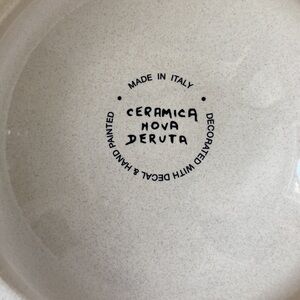 MADE IN ITALY
CERAMICA
NOVA
DERUTA
DECORATED WITH DECAL & HAND PAINTED